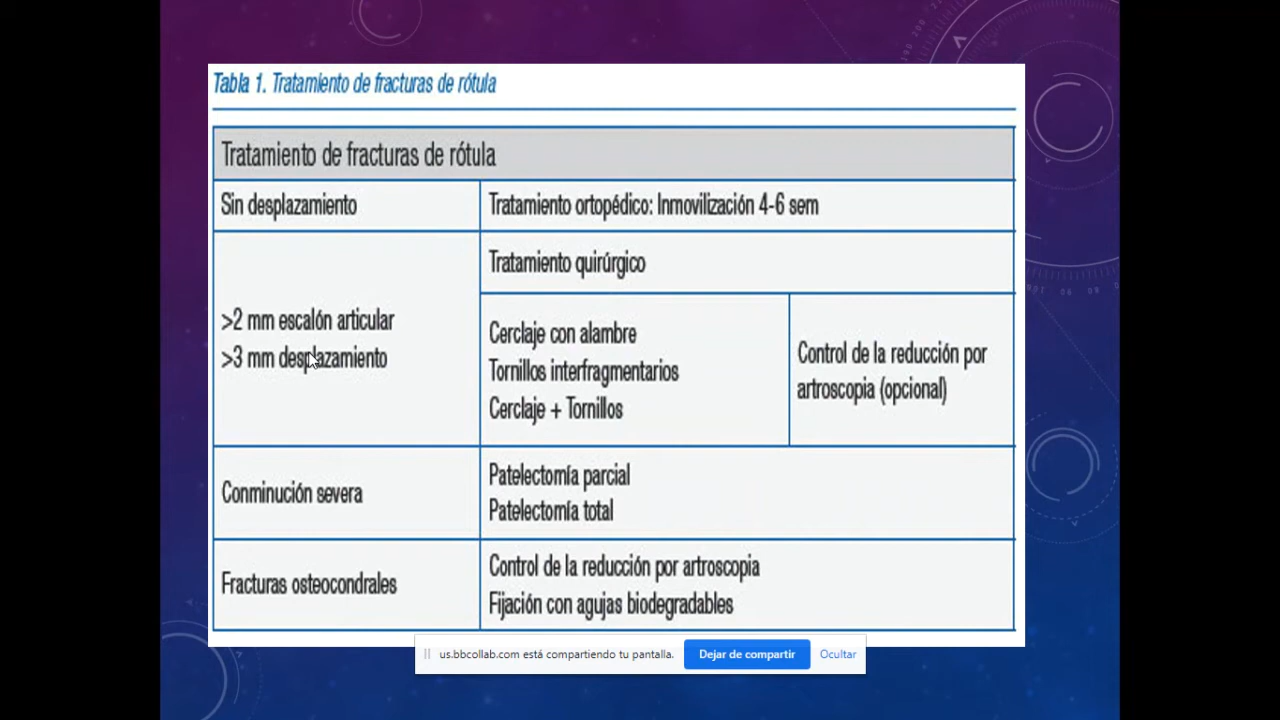 Tabla 1. Tratamiento de fracturas de rótula
Tratamiento de fracturas de rótula
Sin desplazamiento
Tratamiento ortopédico: Inmovilización 4-6 sem
>2 mm escalón articular
>3 mm desplazamiento
Tratamiento quirúrgico
Cerclaje con alambre
Tornillos interfragmentarios
Cerclaje + Tornillos
Control de la reducción por
artroscopia (opcional)
Conminución severa
Patelectomía parcial
Patelectomía total
Fracturas osteocondrales
Control de la reducción por artroscopia
Fijación con agujas biodegradables
us.bbcollab.com está compartiendo tu pantalla.
Dejar de compartir
Ocultar